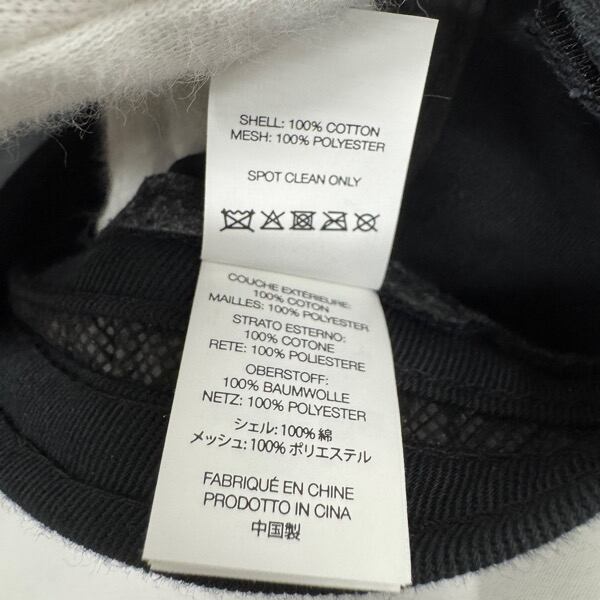 SHELL: 100% COTTON
MESH: 100% POLYESTER
SPOT CLEAN ONLY
COUCHE EXTÉRIEURE:
100% COTON
MAILLES: 100% POLYESTER
STRATO ESTERNO:
100% COTONE
RETE: 100% POLIESTERE
OBERSTOFF:
100% BAUMWOLLE
NETZ: 100% POLYESTER
シェル:100% 綿
メッシュ:100% ポリエステル
FABRIQUÉ EN CHINE
PRODOTTO IN CINA
中国製